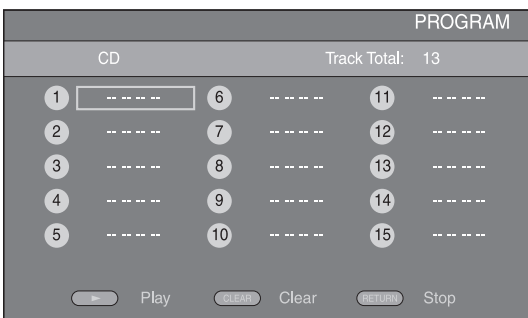 PROGRAM
CD Track Total: 13
1 -- -- -- -- 6 -- -- -- -- 11 -- -- -- --
2 -- -- -- -- 7 -- -- -- -- 12 -- -- -- --
3 -- -- -- -- 8 -- -- -- -- 13 -- -- -- --
4 -- -- -- -- 9 -- -- -- -- 14 -- -- -- --
5 -- -- -- -- 10 -- -- -- -- 15 -- -- -- --
Play CLEAR Clear RETURN Stop